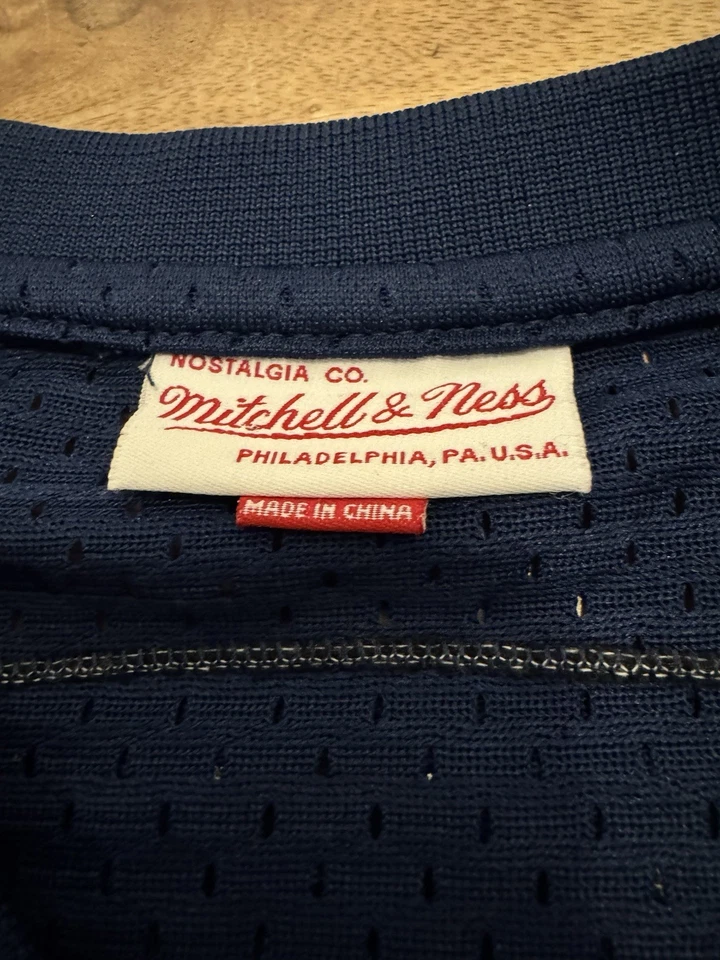 NOSTALGIA CO.
Mitchell & Ness
PHILADELPHIA, PA. U.S.A.
MADE IN CHINA